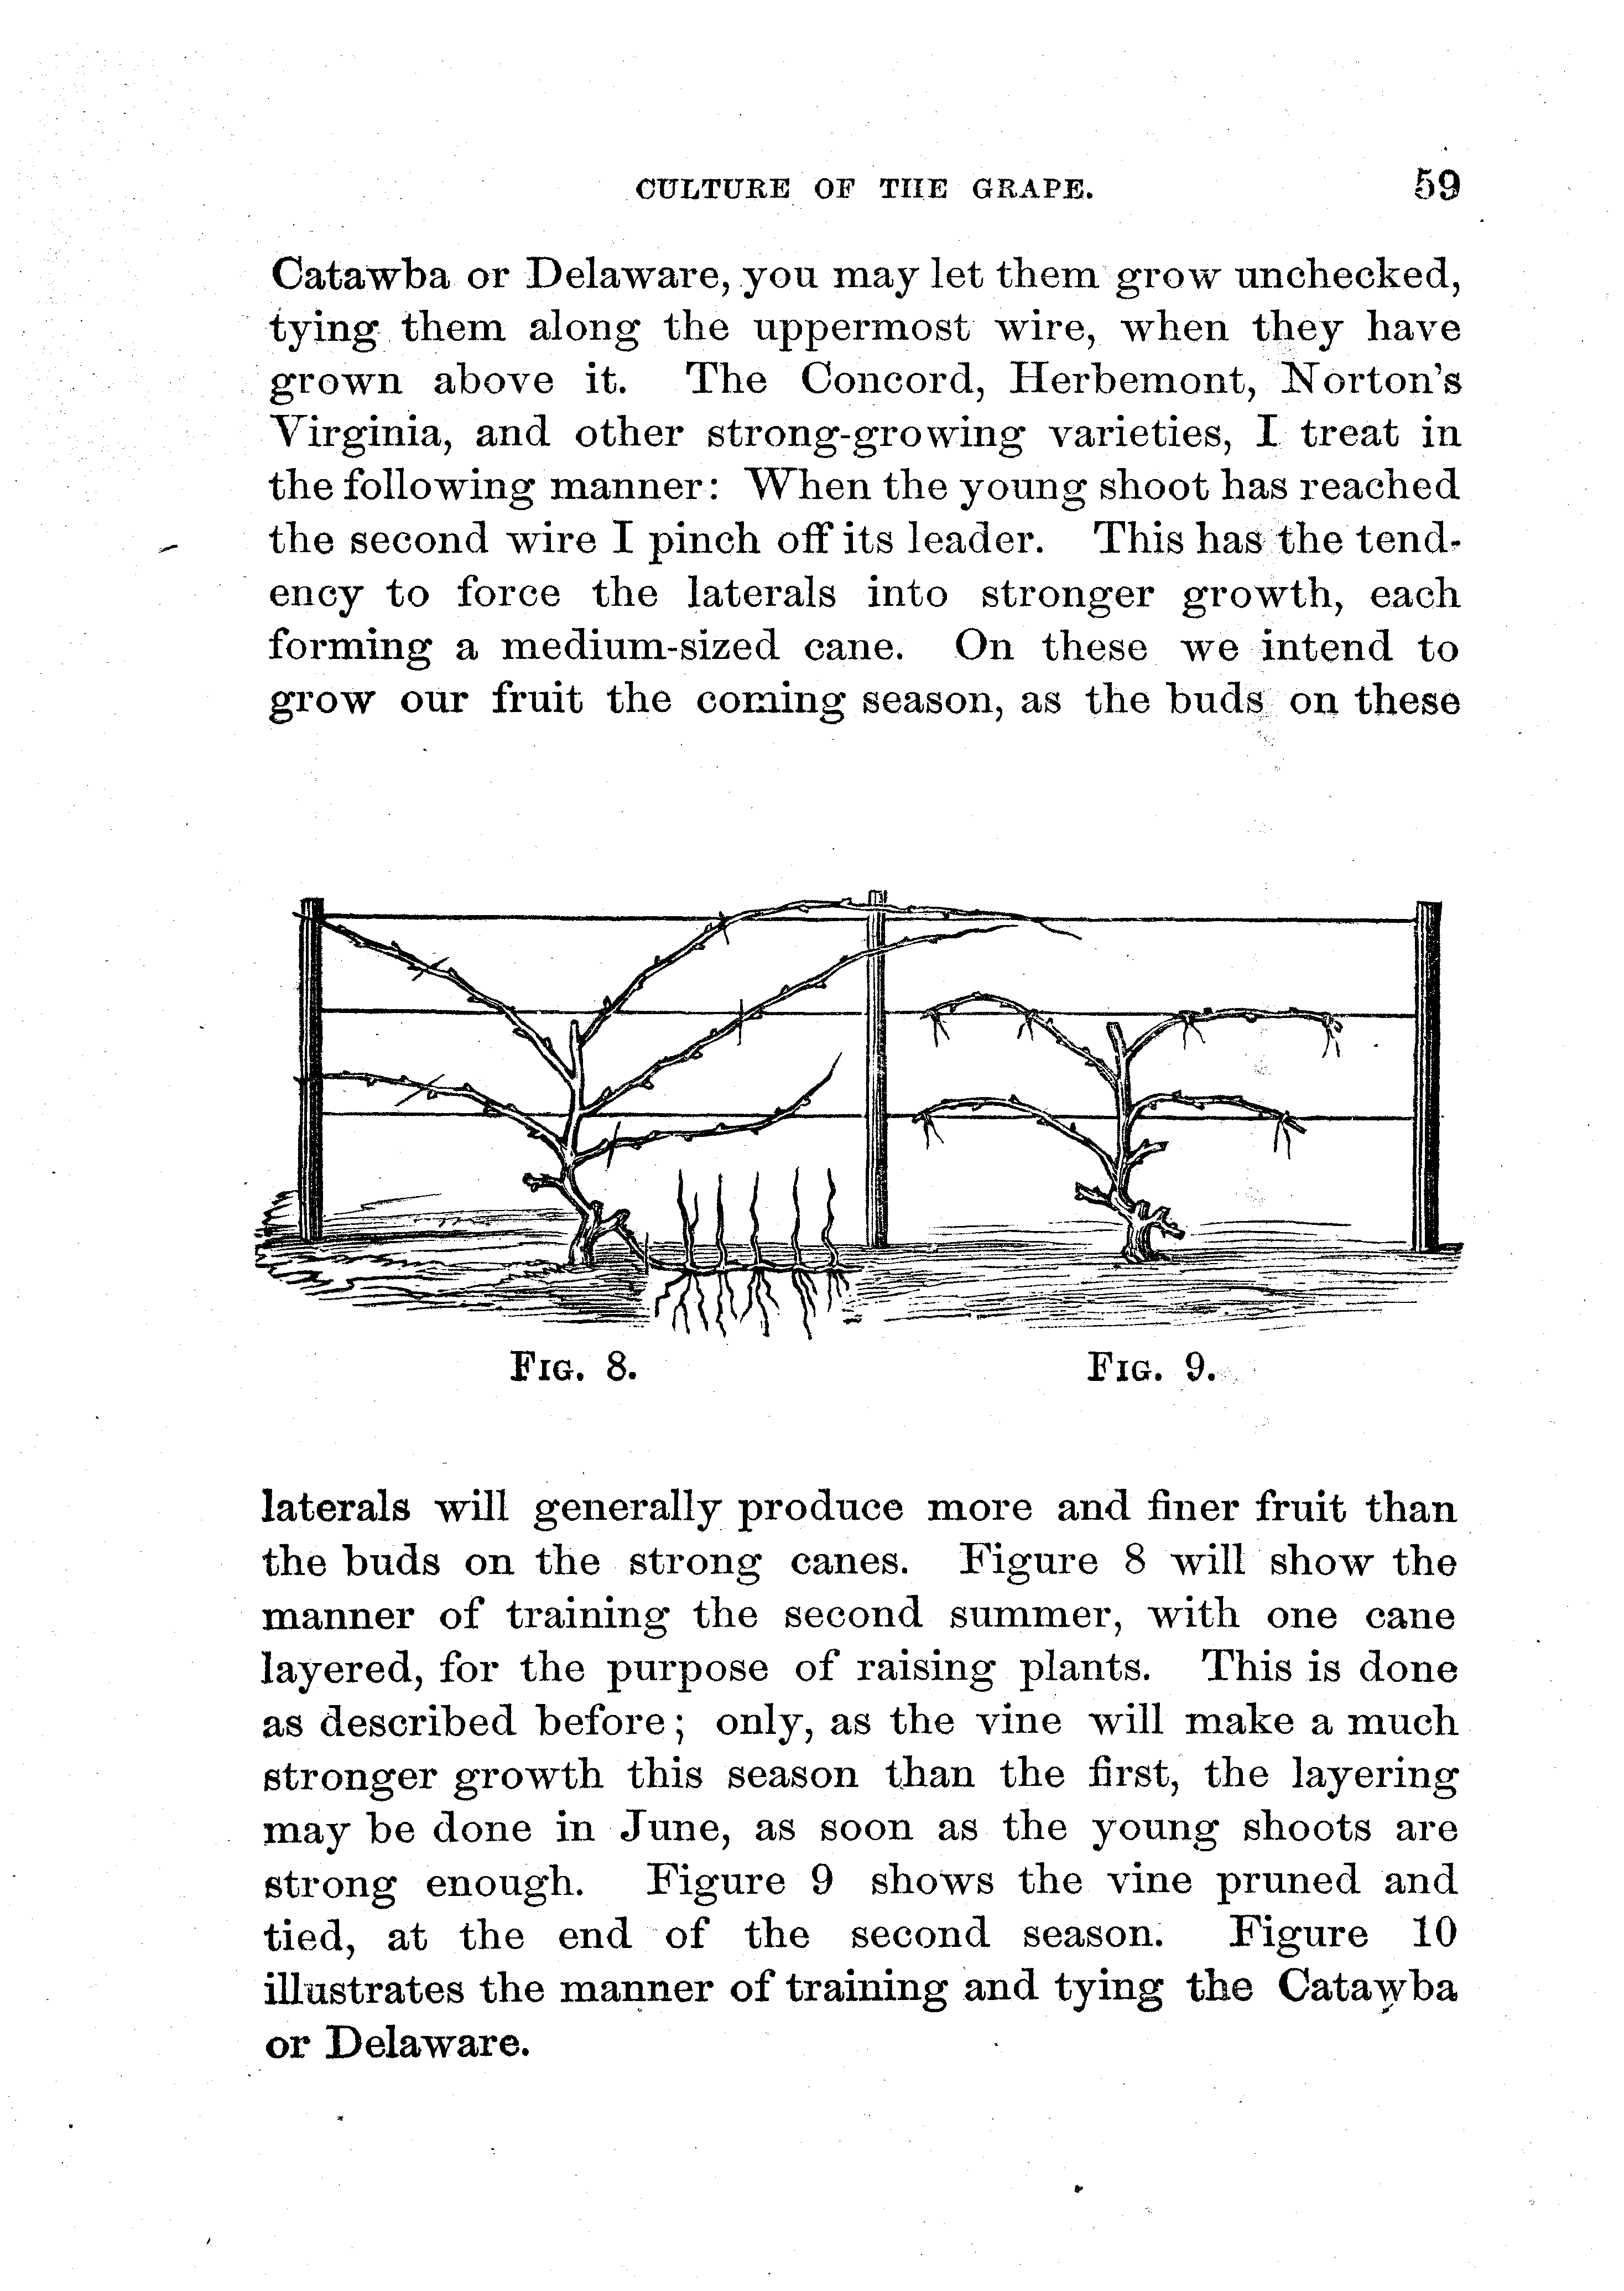 CULTURE OF THE GRAPE. 59
Catawba or Delaware, you may let them grow unchecked,
tying them along the uppermost wire, when they have
grown above it. The Concord, Herbemont, Norton's
Virginia, and other strong-growing varieties, I treat in
the following manner: When the young shoot has reached
the second wire I pinch off its leader. This has the tend-
ency to force the laterals into stronger growth, each
forming a medium-sized cane. On these we intend to
grow our fruit the coming season, as the buds on these
FIG. 8. FIG. 9.
laterals will generally produce more and finer fruit than
the buds on the strong canes. Figure 8 will show the
manner of training the second summer, with one cane
layered, for the purpose of raising plants. This is done
as described before; only, as the vine will make a much
stronger growth this season than the first, the layering
may be done in June, as soon as the young shoots are
strong enough. Figure 9 shows the vine pruned and
tied, at the end of the second season. Figure 10
illustrates the manner of training and tying the Catawba
or Delaware.